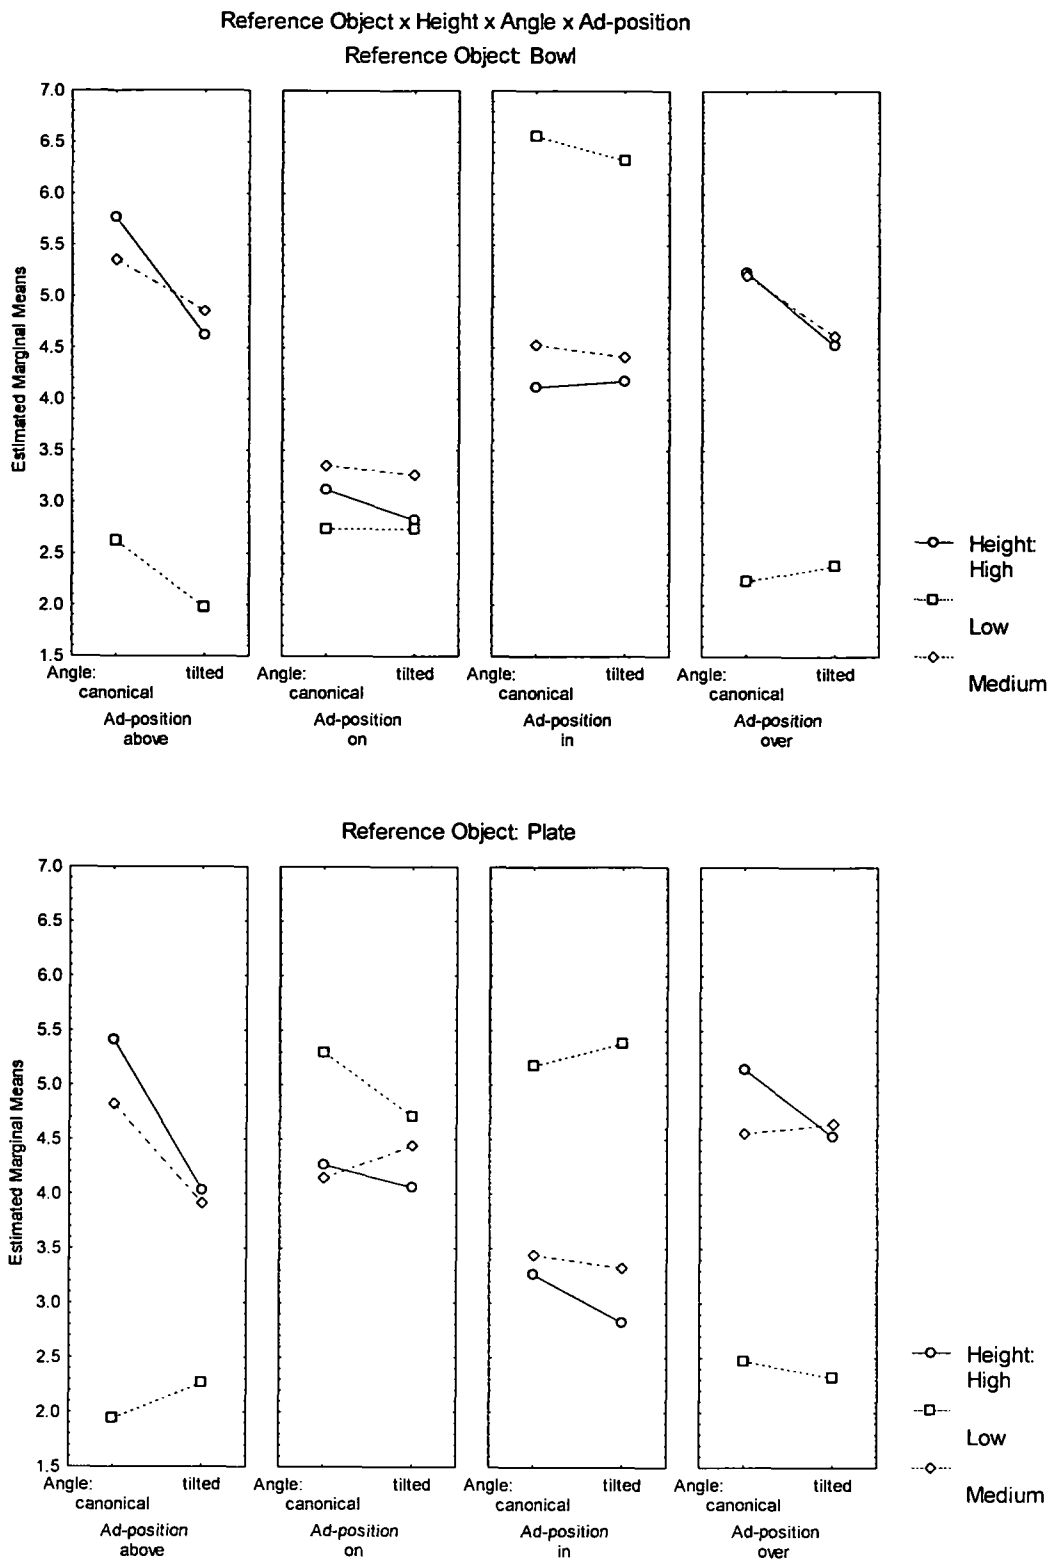 Reference Object x Height x Angle x Ad-position
Reference Object: Bowl
Estimated Marginal Means
7.0
6.5
6.0
5.5
5.0
4.5
4.0
3.5
3.0
2.5
2.0
1.5
Angle: tilted Angle: tilted Angle: tilted Angle: tilted
canonical canonical canonical canonical
Ad-position Ad-position Ad-position Ad-position
above on in over
Height:
High
Low
Medium
Reference Object: Plate
Estimated Marginal Means
7.0
6.5
6.0
5.5
5.0
4.5
4.0
3.5
3.0
2.5
2.0
1.5
Angle: tilted Angle: tilted Angle: tilted Angle: tilted
canonical canonical canonical canonical
Ad-position Ad-position Ad-position Ad-position
above on in over
Height:
High
Low
Medium